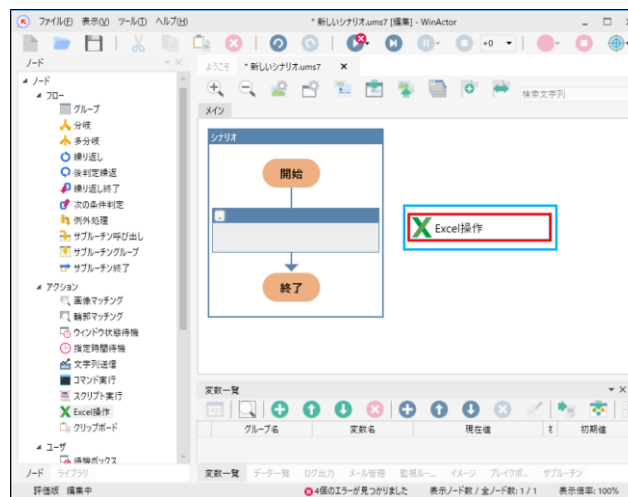 ファイル(F) 表示(V) ツール(T) ヘルプ(H)
* 新しいシナリオ.ums7 [編集] - WinActor
+0
ノード
ようこそ
* 新しいシナリオ.ums7
検索文字列
メイン
ノード
フロー
グループ
分岐
多分岐
繰り返し
後判定繰返
繰り返し終了
次の条件判定
例外処理
サブルーチン呼び出し
サブルーチングループ
サブルーチン終了
アクション
画像マッチング
輪郭マッチング
ウィンドウ状態待機
指定時間待機
文字列送信
コマンド実行
スクリプト実行
Excel操作
クリップボード
ユーザ
待機ボックス
シナリオ
開始
終了
Excel操作
変数一覧
グループ名 変数名 現在値 初期値
ノード ライブラリ
変数一覧 データ一覧 ログ出力 メール管理 監視ルー... イメージ ブレイクポ... サブルーチン
評価版 編集中
4個のエラーが見つかりました
表示ノード数 / 全ノード数: 1 / 1
表示倍率: 100%